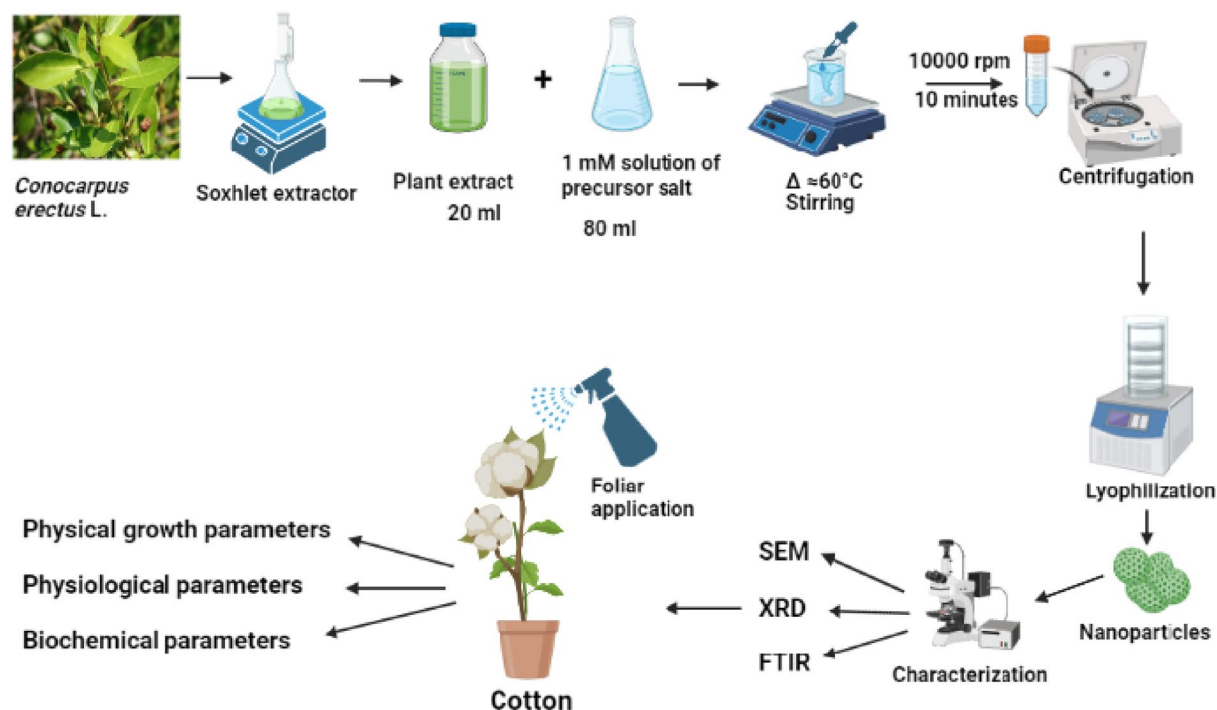 Conocarpus
erectus L.
Soxhlet extractor
Plant extract
20 ml
+
1 mM solution of
precursor salt
80 ml
Δ ≈60°C
Stirring
10000 rpm
10 minutes
Centrifugation
Lyophilization
Nanoparticles
Characterization
SEM
XRD
FTIR
Foliar
application
Cotton
Physical growth parameters
Physiological parameters
Biochemical parameters